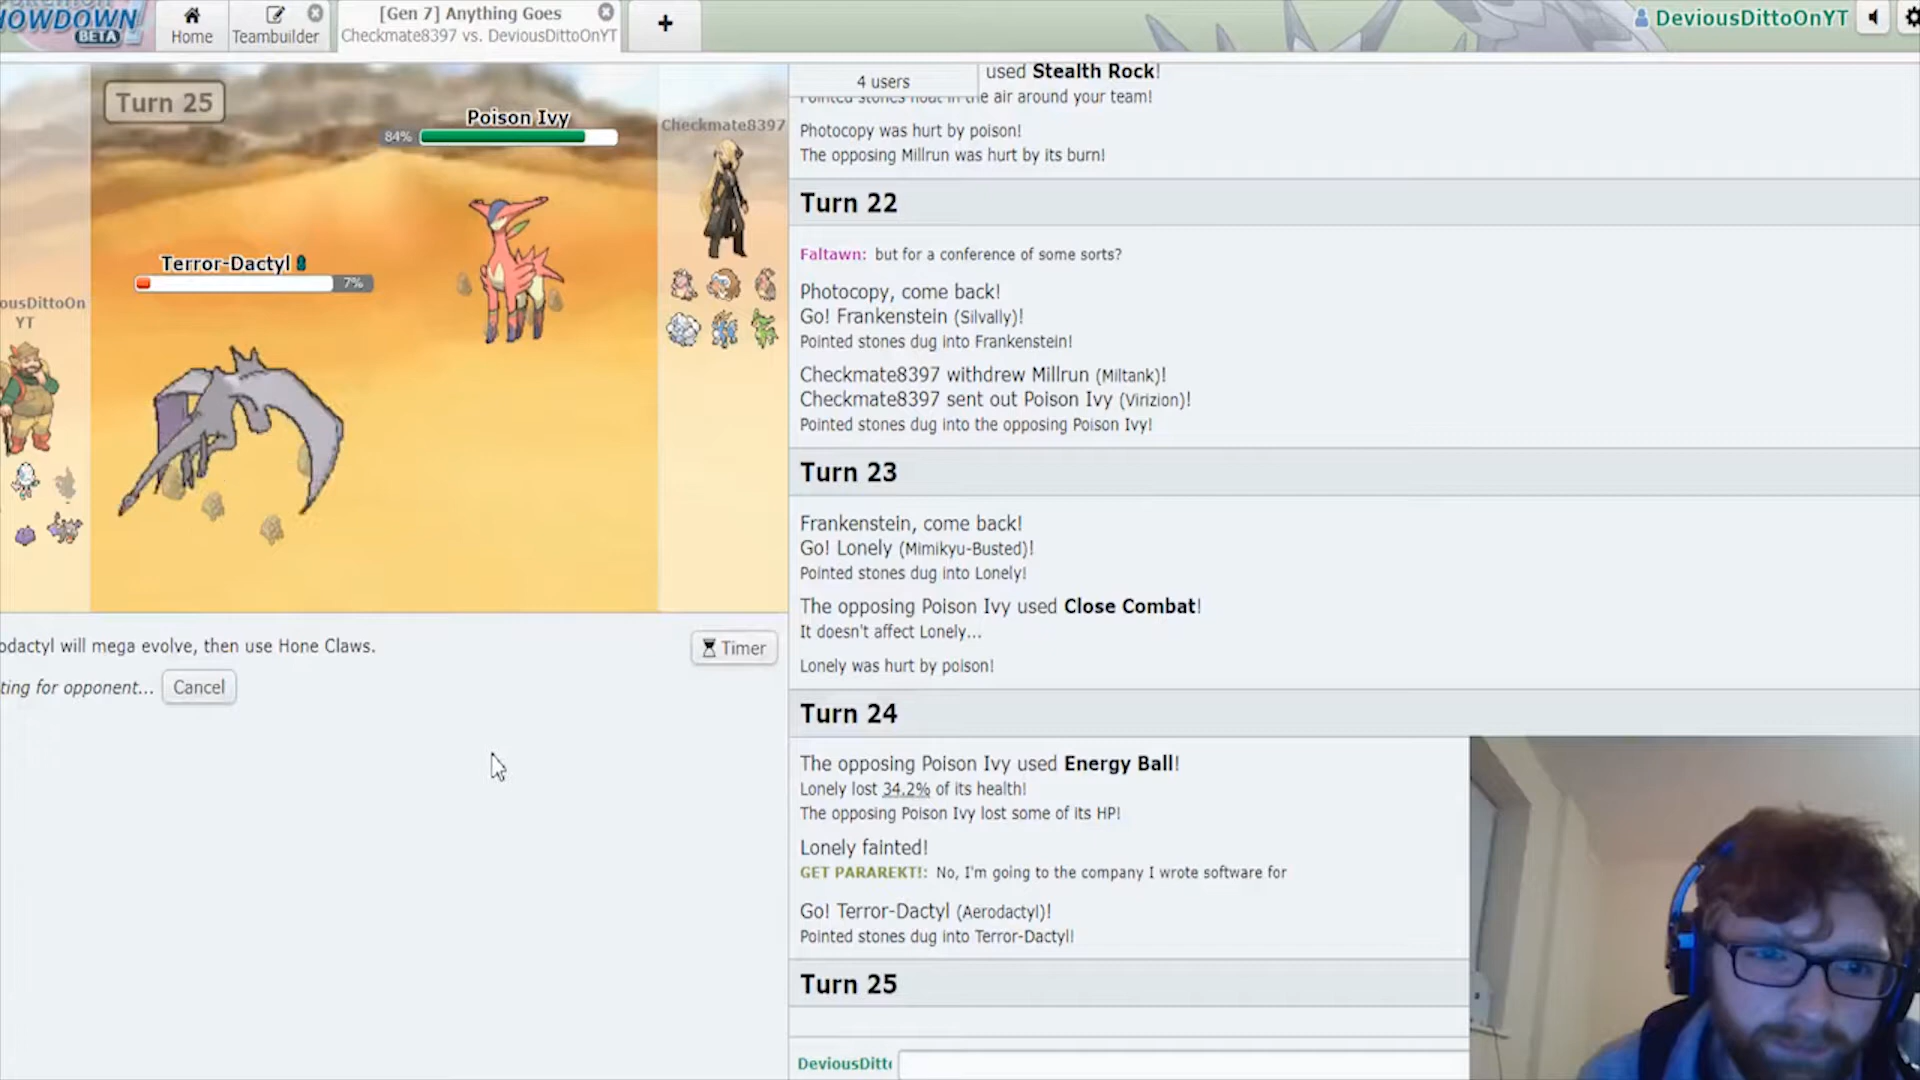 HOWDOWN
BETA
Home
Teambuilder
[Gen 7] Anything Goes
Checkmate8397 vs. DeviousDittoOnYT
+
DeviousDittoOnYT
Turn 25
Poison Ivy
84%
Checkmate8397
Terror-Dactyl
7%
ousDittoOn
YT
odactyl will mega evolve, then use Hone Claws.
Timer
ting for opponent...
Cancel
4 users
used Stealth Rock!
Pointed stones float in the air around your team!
Photocopy was hurt by poison!
The opposing Millrun was hurt by its burn!
Turn 22
Faltawn: but for a conference of some sorts?
Photocopy, come back!
Go! Frankenstein (Silvally)!
Pointed stones dug into Frankenstein!
Checkmate8397 withdrew Millrun (Miltank)!
Checkmate8397 sent out Poison Ivy (Virizion)!
Pointed stones dug into the opposing Poison Ivy!
Turn 23
Frankenstein, come back!
Go! Lonely (Mimikyu-Busted)!
Pointed stones dug into Lonely!
The opposing Poison Ivy used Close Combat!
It doesn't affect Lonely...
Lonely was hurt by poison!
Turn 24
The opposing Poison Ivy used Energy Ball!
Lonely lost 34.2% of its health!
The opposing Poison Ivy lost some of its HP!
Lonely fainted!
GET PARAREKT!: No, I'm going to the company I wrote software for
Go! Terror-Dactyl (Aerodactyl)!
Pointed stones dug into Terror-Dactyl!
Turn 25
DeviousDitt